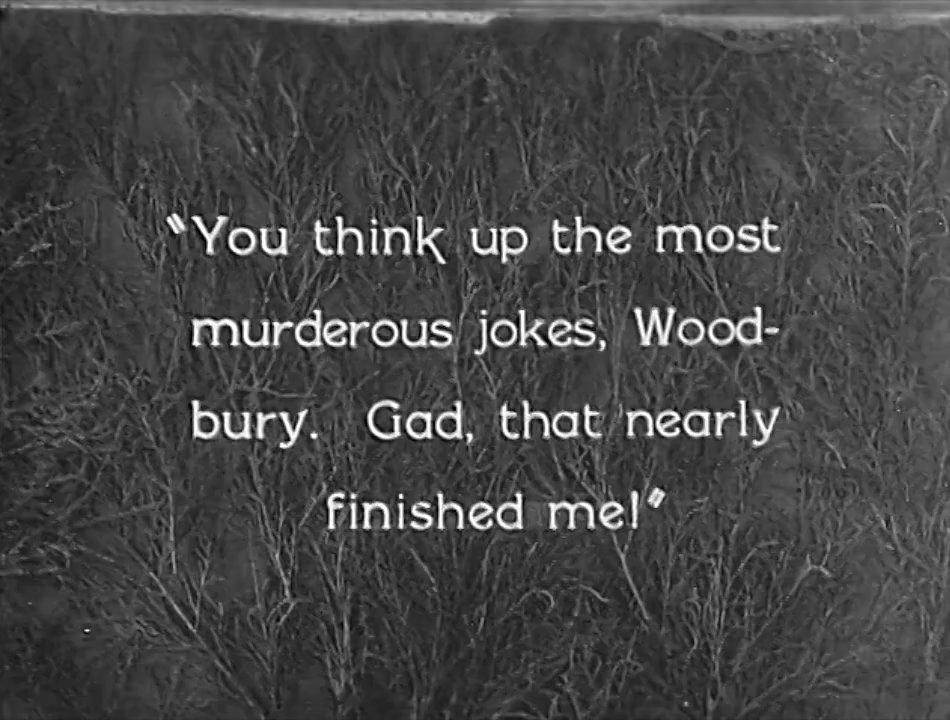 "You think up the most
murderous jokes, Wood-
bury. Gad, that nearly
finished me!"